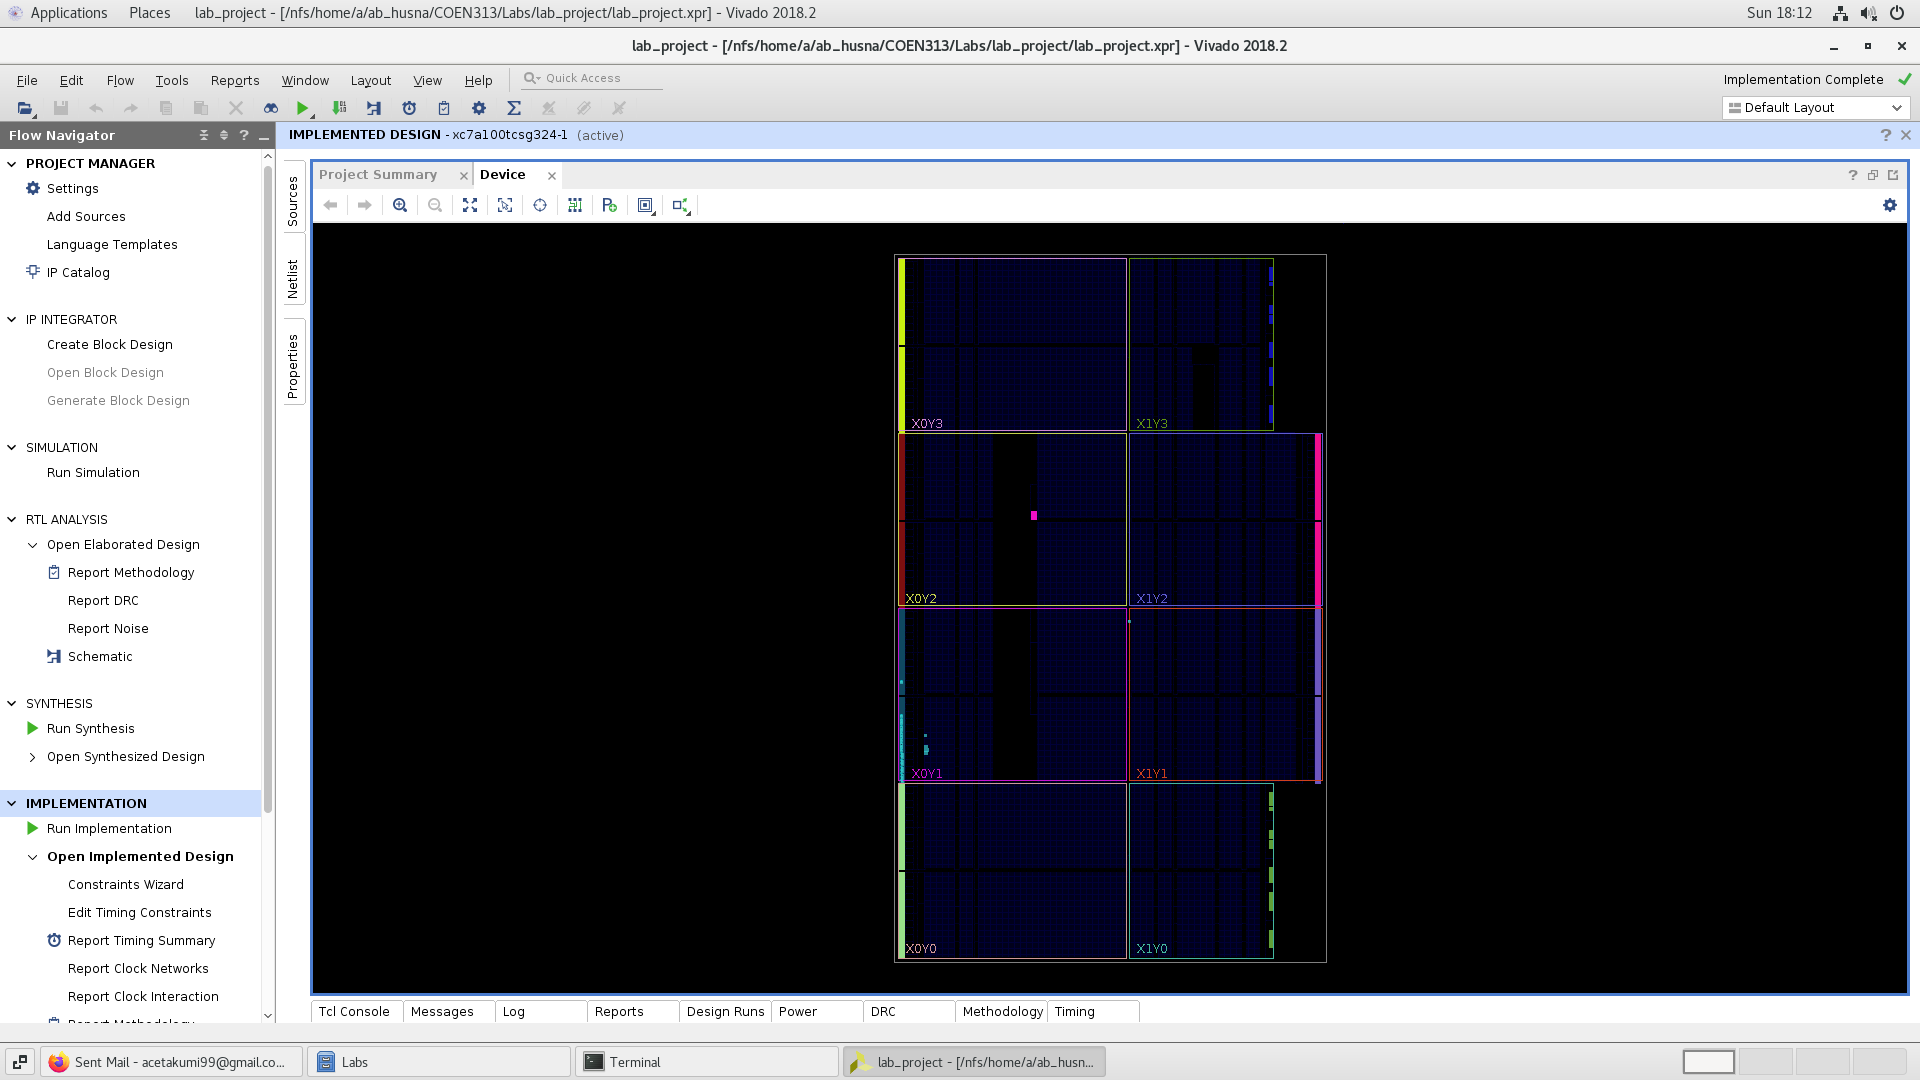 Applications Places lab_project - [/nfs/home/a/ab_husna/COEN313/Labs/lab_project/lab_project.xpr] - Vivado 2018.2 Sun 18:12
lab_project - [/nfs/home/a/ab_husna/COEN313/Labs/lab_project/lab_project.xpr] - Vivado 2018.2
File Edit Flow Tools Reports Window Layout View Help Quick Access Implementation Complete
Default Layout
Flow Navigator
IMPLEMENTED DESIGN - xc7a100tcsg324-1 (active)
PROJECT MANAGER
Settings
Add Sources
Language Templates
IP Catalog
IP INTEGRATOR
Create Block Design
Open Block Design
Generate Block Design
SIMULATION
Run Simulation
RTL ANALYSIS
Open Elaborated Design
Report Methodology
Report DRC
Report Noise
Schematic
SYNTHESIS
Run Synthesis
Open Synthesized Design
IMPLEMENTATION
Run Implementation
Open Implemented Design
Constraints Wizard
Edit Timing Constraints
Report Timing Summary
Report Clock Networks
Report Clock Interaction
Report Methodology
Sources
Netlist
Properties
Project Summary Device
X0Y3 X1Y3
X0Y2 X1Y2
X0Y1 X1Y1
X0Y0 X1Y0
Tcl Console Messages Log Reports Design Runs Power DRC Methodology Timing
Sent Mail - acetakumi99@gmail.co... Labs Terminal lab_project - [/nfs/home/a/ab_husn...